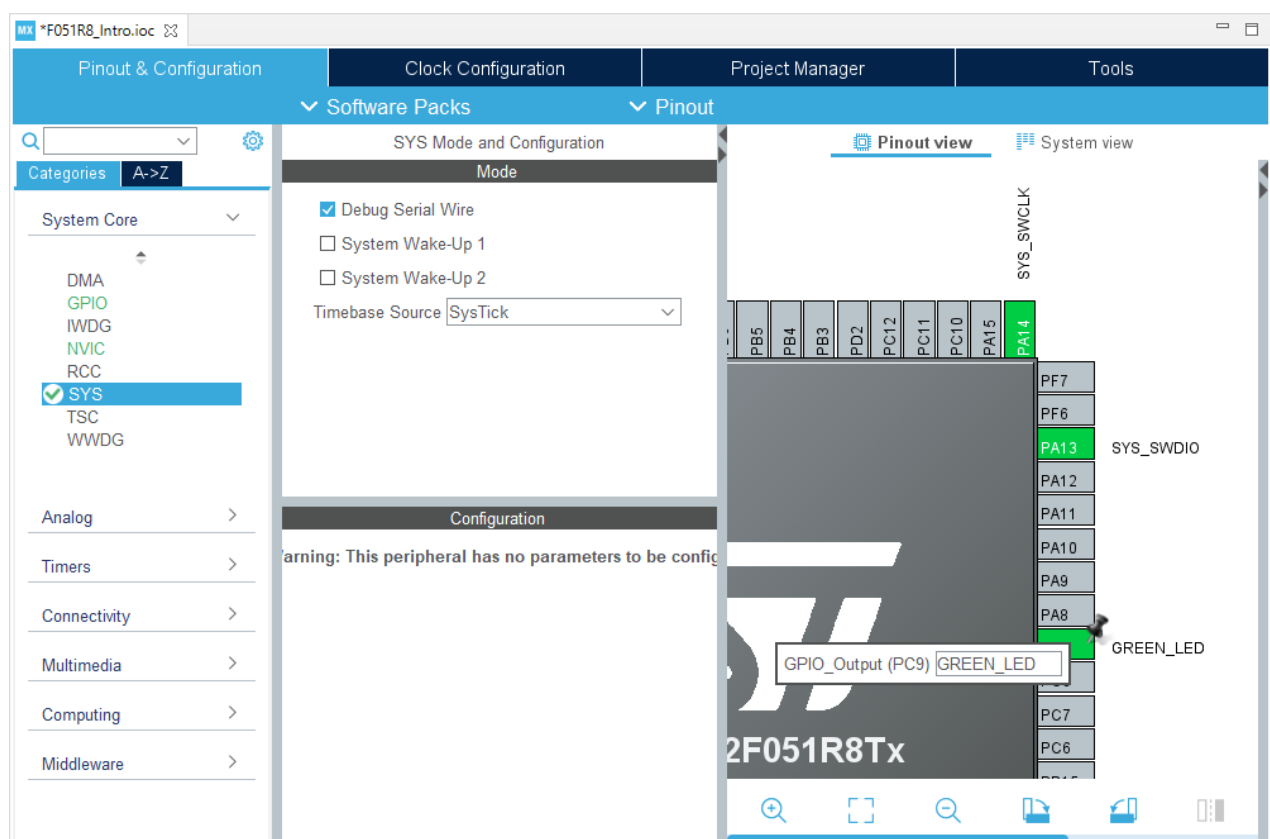 MX *F051R8_Intro.ioc
Pinout & Configuration
Clock Configuration
Project Manager
Tools
Software Packs
Pinout
Categories
A->Z
System Core
DMA
GPIO
IWDG
NVIC
RCC
SYS
TSC
WWDG
Analog
Timers
Connectivity
Multimedia
Computing
Middleware
SYS Mode and Configuration
Mode
Debug Serial Wire
System Wake-Up 1
System Wake-Up 2
Timebase Source SysTick
Configuration
arning: This peripheral has no parameters to be config
Pinout view
System view
SYS_SWCLK
PB5
PB4
PB3
PD2
PC12
PC11
PC10
PA15
PA14
PF7
PF6
PA13 SYS_SWDIO
PA12
PA11
PA10
PA9
PA8
GREEN_LED
GPIO_Output (PC9) GREEN_LED
PC7
PC6
2F051R8Tx